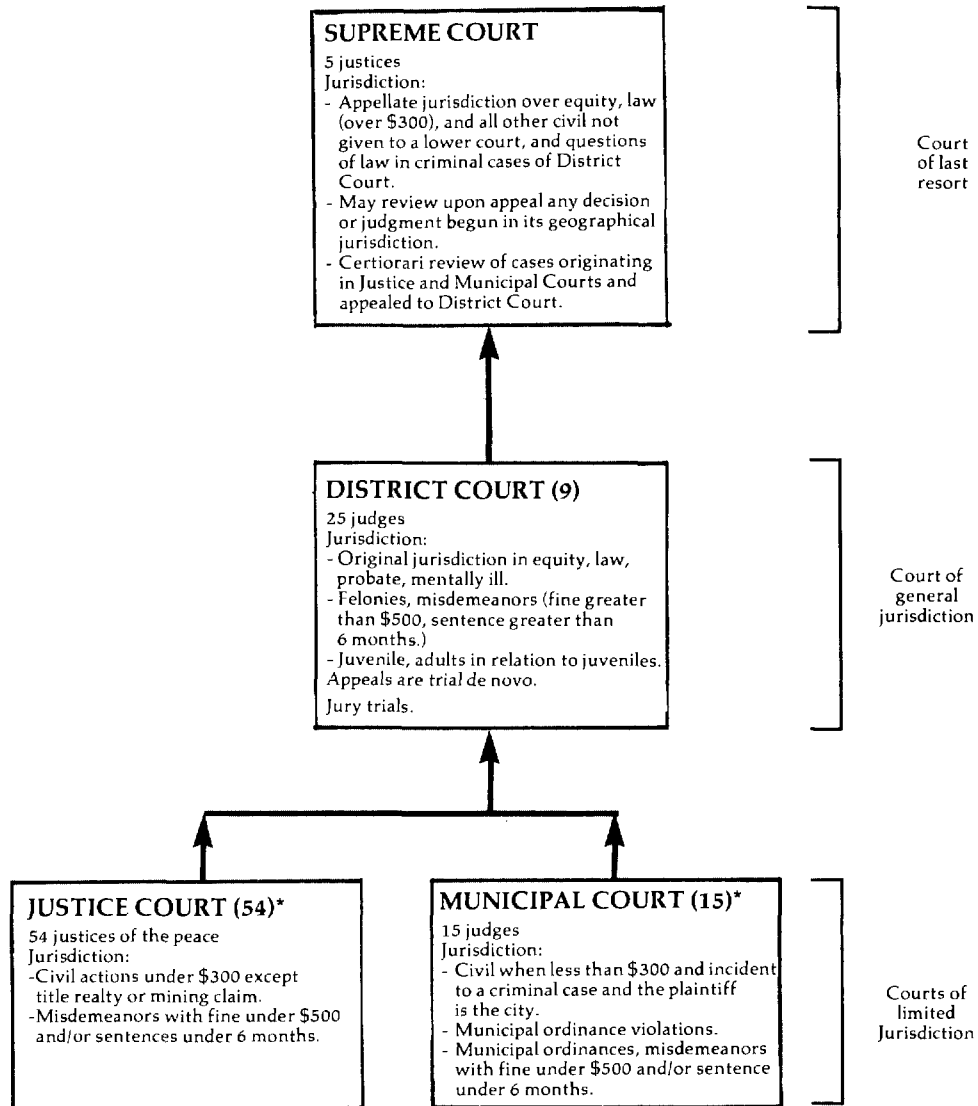 SUPREME COURT
5 justices
Jurisdiction:
- Appellate jurisdiction over equity, law
(over $300), and all other civil not
given to a lower court, and questions
of law in criminal cases of District
Court.
- May review upon appeal any decision
or judgment begun in its geographical
jurisdiction.
- Certiorari review of cases originating
in Justice and Municipal Courts and
appealed to District Court.
Court
of last
resort
DISTRICT COURT (9)
25 judges
Jurisdiction:
- Original jurisdiction in equity, law,
probate, mentally ill.
- Felonies, misdemeanors (fine greater
than $500, sentence greater than
6 months.)
- Juvenile, adults in relation to juveniles.
Appeals are trial de novo.
Jury trials.
Court of
general
jurisdiction
JUSTICE COURT (54)*
54 justices of the peace
Jurisdiction:
-Civil actions under $300 except
title realty or mining claim.
-Misdemeanors with fine under $500
and/or sentences under 6 months.
MUNICIPAL COURT (15)*
15 judges
Jurisdiction:
- Civil when less than $300 and incident
to a criminal case and the plaintiff
is the city.
- Municipal ordinance violations.
- Municipal ordinances, misdemeanors
with fine under $500 and/or sentence
under 6 months.
Courts of
limited
Jurisdiction